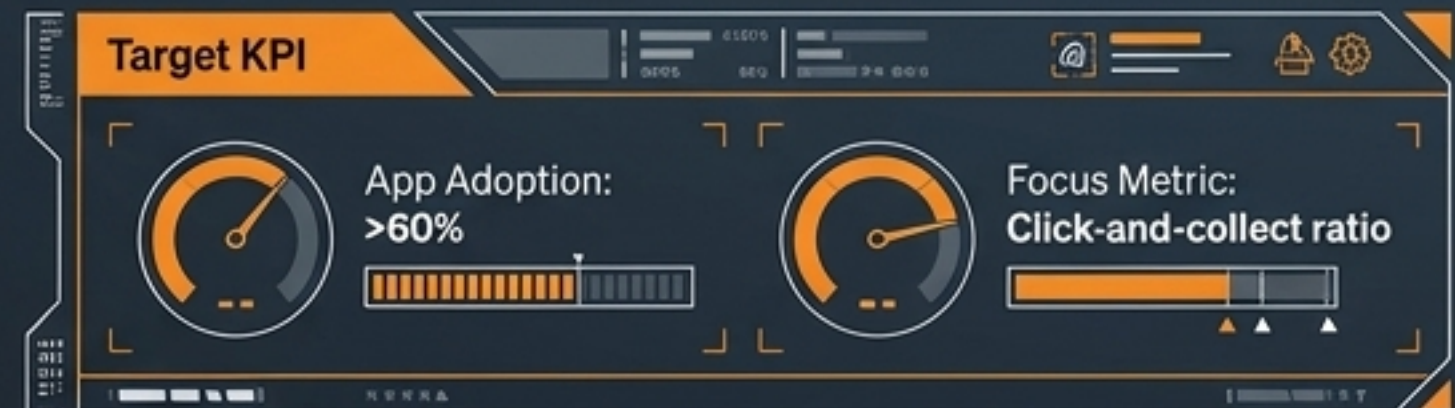 Target KPI
App Adoption:
>60%
Focus Metric:
Click-and-collect ratio